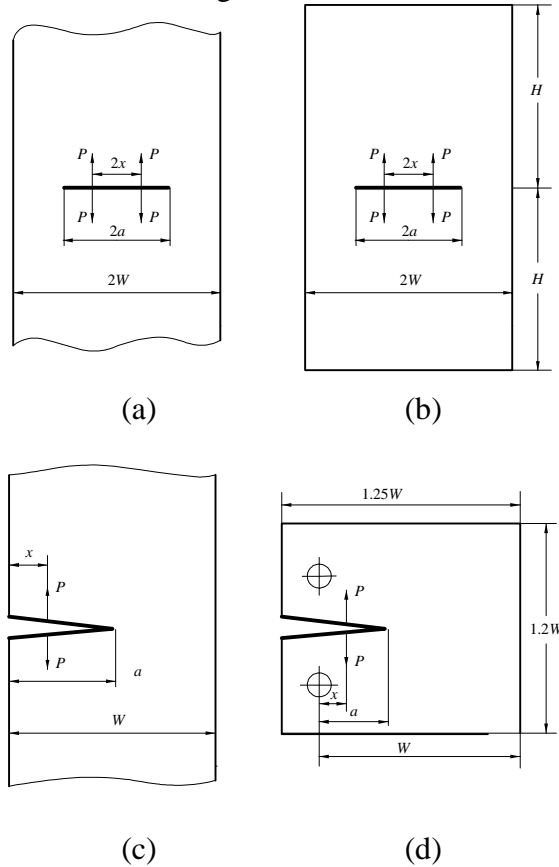 H
P P P P
2x 2x
P P P P
2a 2a
2W 2W
H
(a) (b)
1.25W
x
P P
1.2W
P P
x
a a
W W
(c) (d)